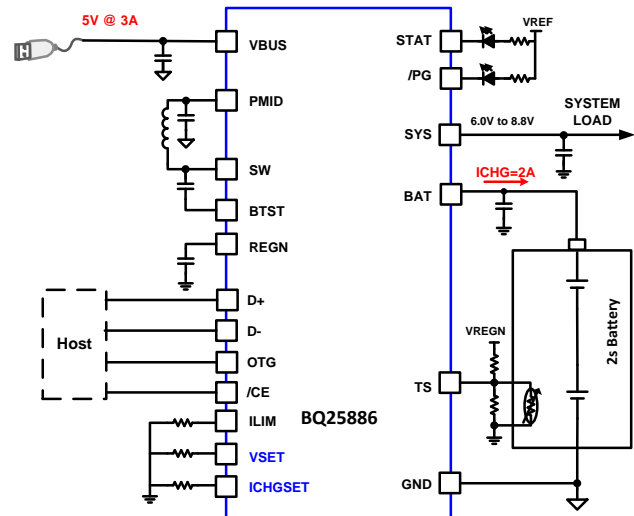 5V @ 3A
VBUS
PMID
SW
BTST
REGN
D+
D-
Host
OTG
/CE
ILIM
BQ25886
VSET
ICHGSET
STAT
VREF
/PG
SYSTEM
LOAD
SYS
6.0V to 8.8V
ICHG=2A
BAT
2s Battery
VREGN
TS
GND